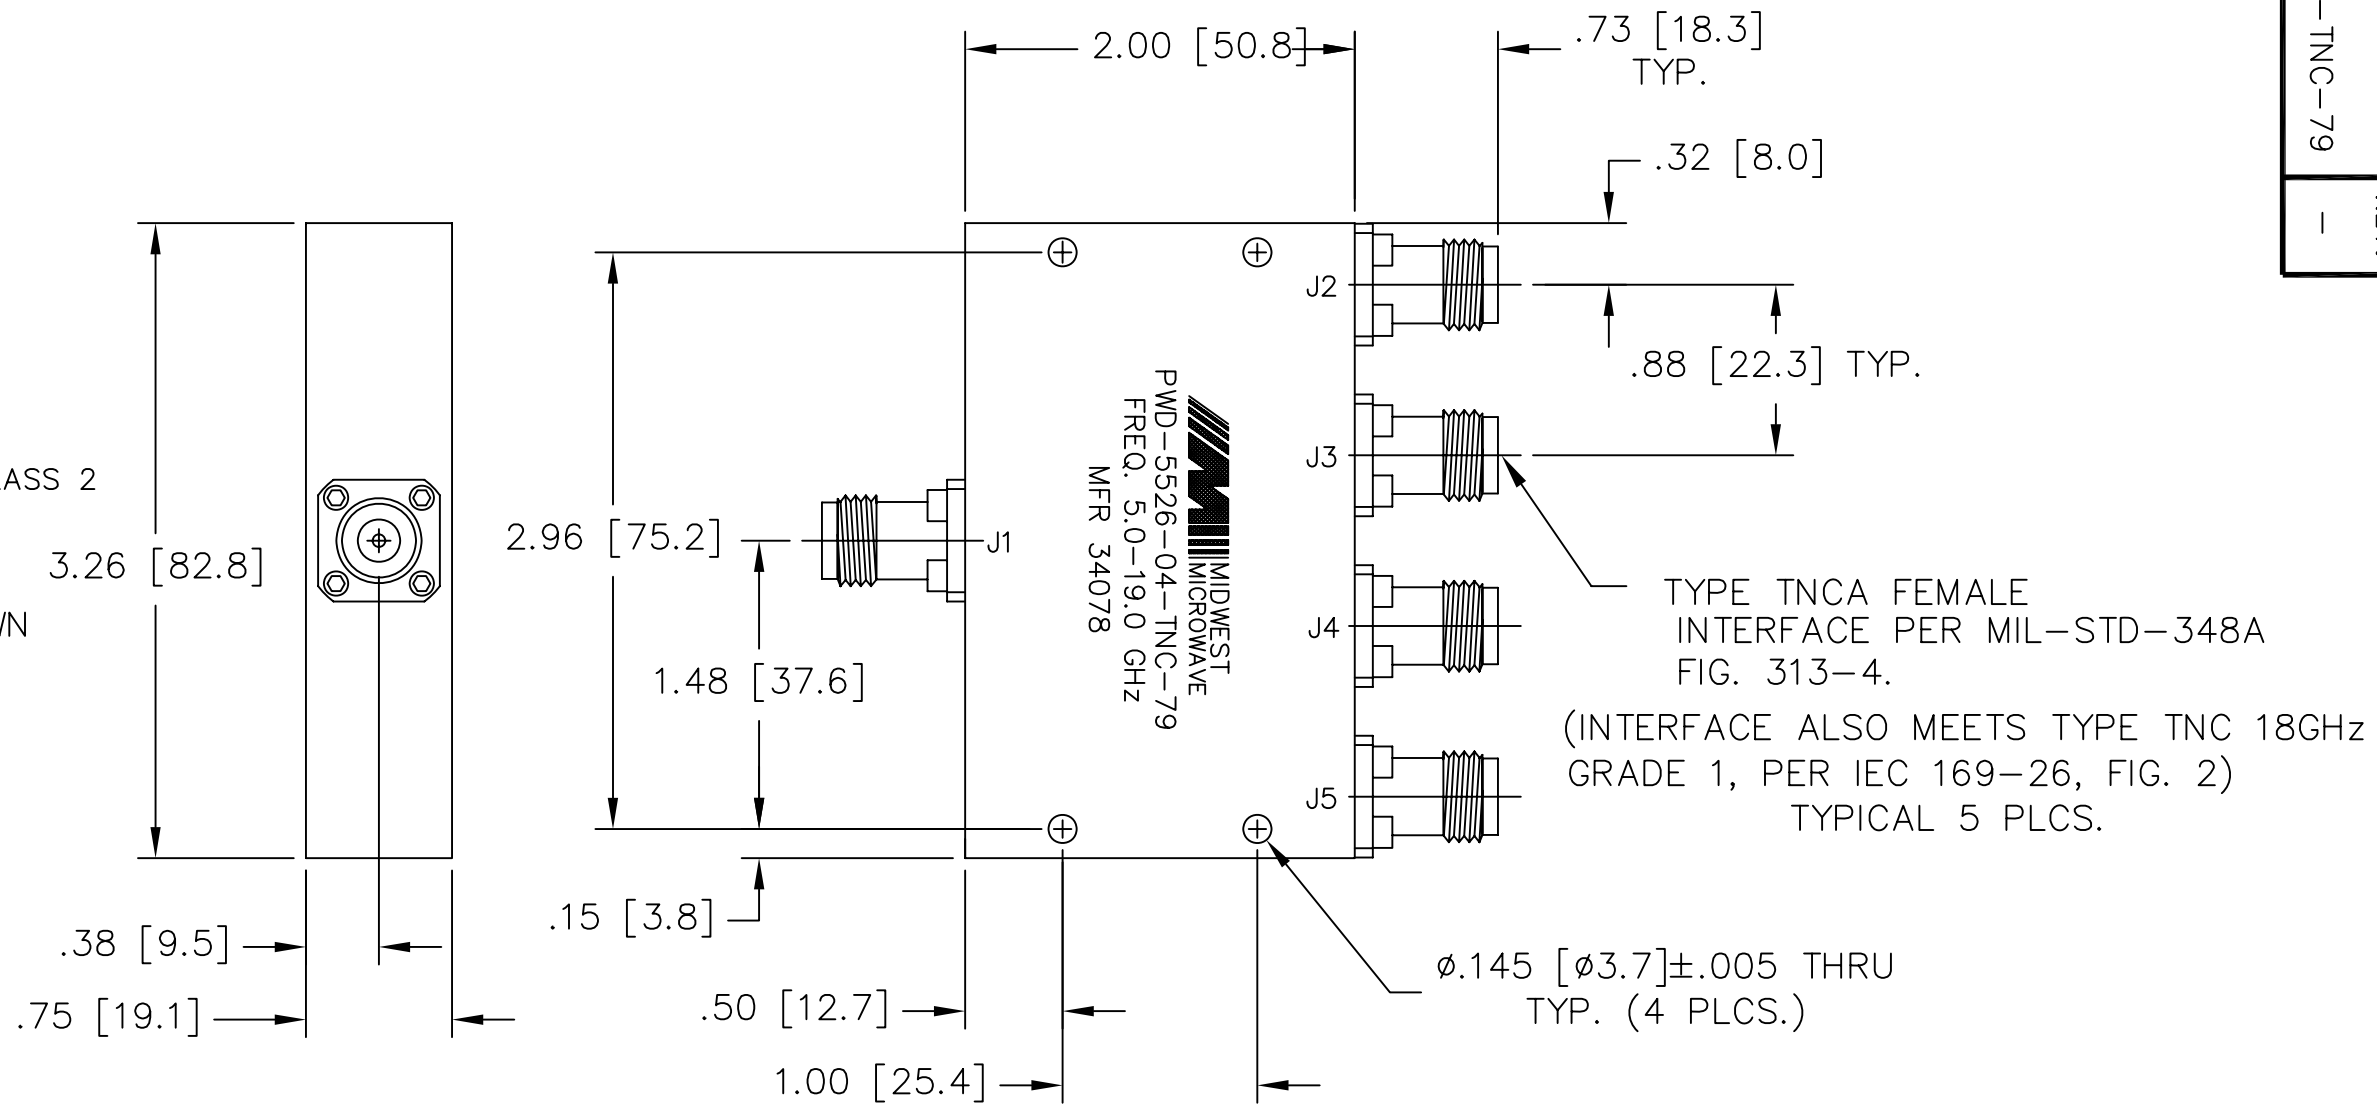 2.00 [50.8]
.73 [18.3]
TYP.
.32 [8.0]
-TNC-79
-
J2
.88 [22.3] TYP.
J3
CLASS 2
3.26 [82.8]
2.96 [75.2]
J1
MIDWEST
MICROWAVE
PWD-5526-04-TNC-79
FREQ. 5.0-19.0 GHz
MFR 34078
TYPE TNCA FEMALE
INTERFACE PER MIL-STD-348A
FIG. 313-4.
J4
1.48 [37.6]
(INTERFACE ALSO MEETS TYPE TNC 18GHz
GRADE 1, PER IEC 169-26, FIG. 2)
TYPICAL 5 PLCS.
J5
.15 [3.8]
.38 [9.5]
.75 [19.1]
.50 [12.7]
1.00 [25.4]
ø.145 [ø3.7]±.005 THRU
TYP. (4 PLCS.)